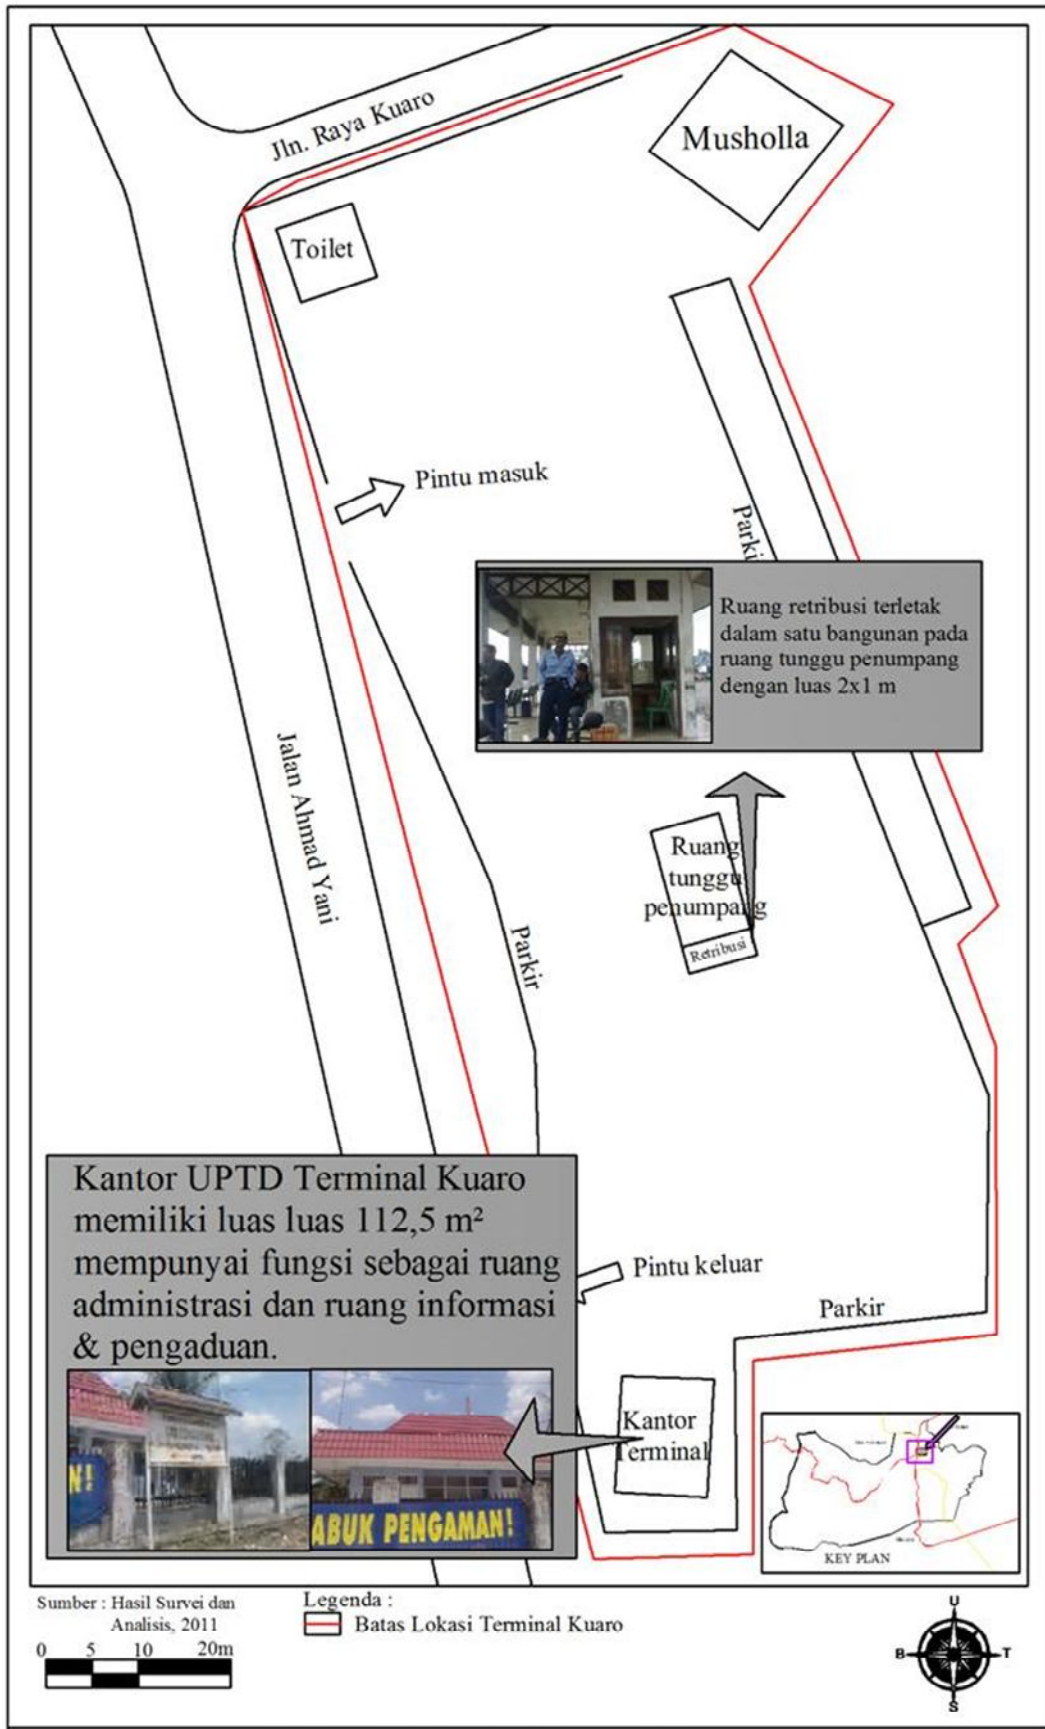 Jln. Raya Kuaro
Musholla
Toilet
Pintu masuk
Parki
Ruang retribusi terletak
dalam satu bangunan pada
ruang tunggu penumpang
dengan luas 2x1 m
Jalan Ahmad Yani
Ruang
tunggu
penumpang
Retribusi
Parkir
Kantor UPTD Terminal Kuaro
memiliki luas luas 112,5 m²
mempunyai fungsi sebagai ruang
administrasi dan ruang informasi
& pengaduan.
Pintu keluar
Parkir
Kantor
Terminal
N!
ABUK PENGAMAN!
KEY PLAN
Sumber : Hasil Survei dan
Analisis, 2011
0 5 10 20m
Legenda :
Batas Lokasi Terminal Kuaro
U
B T
S